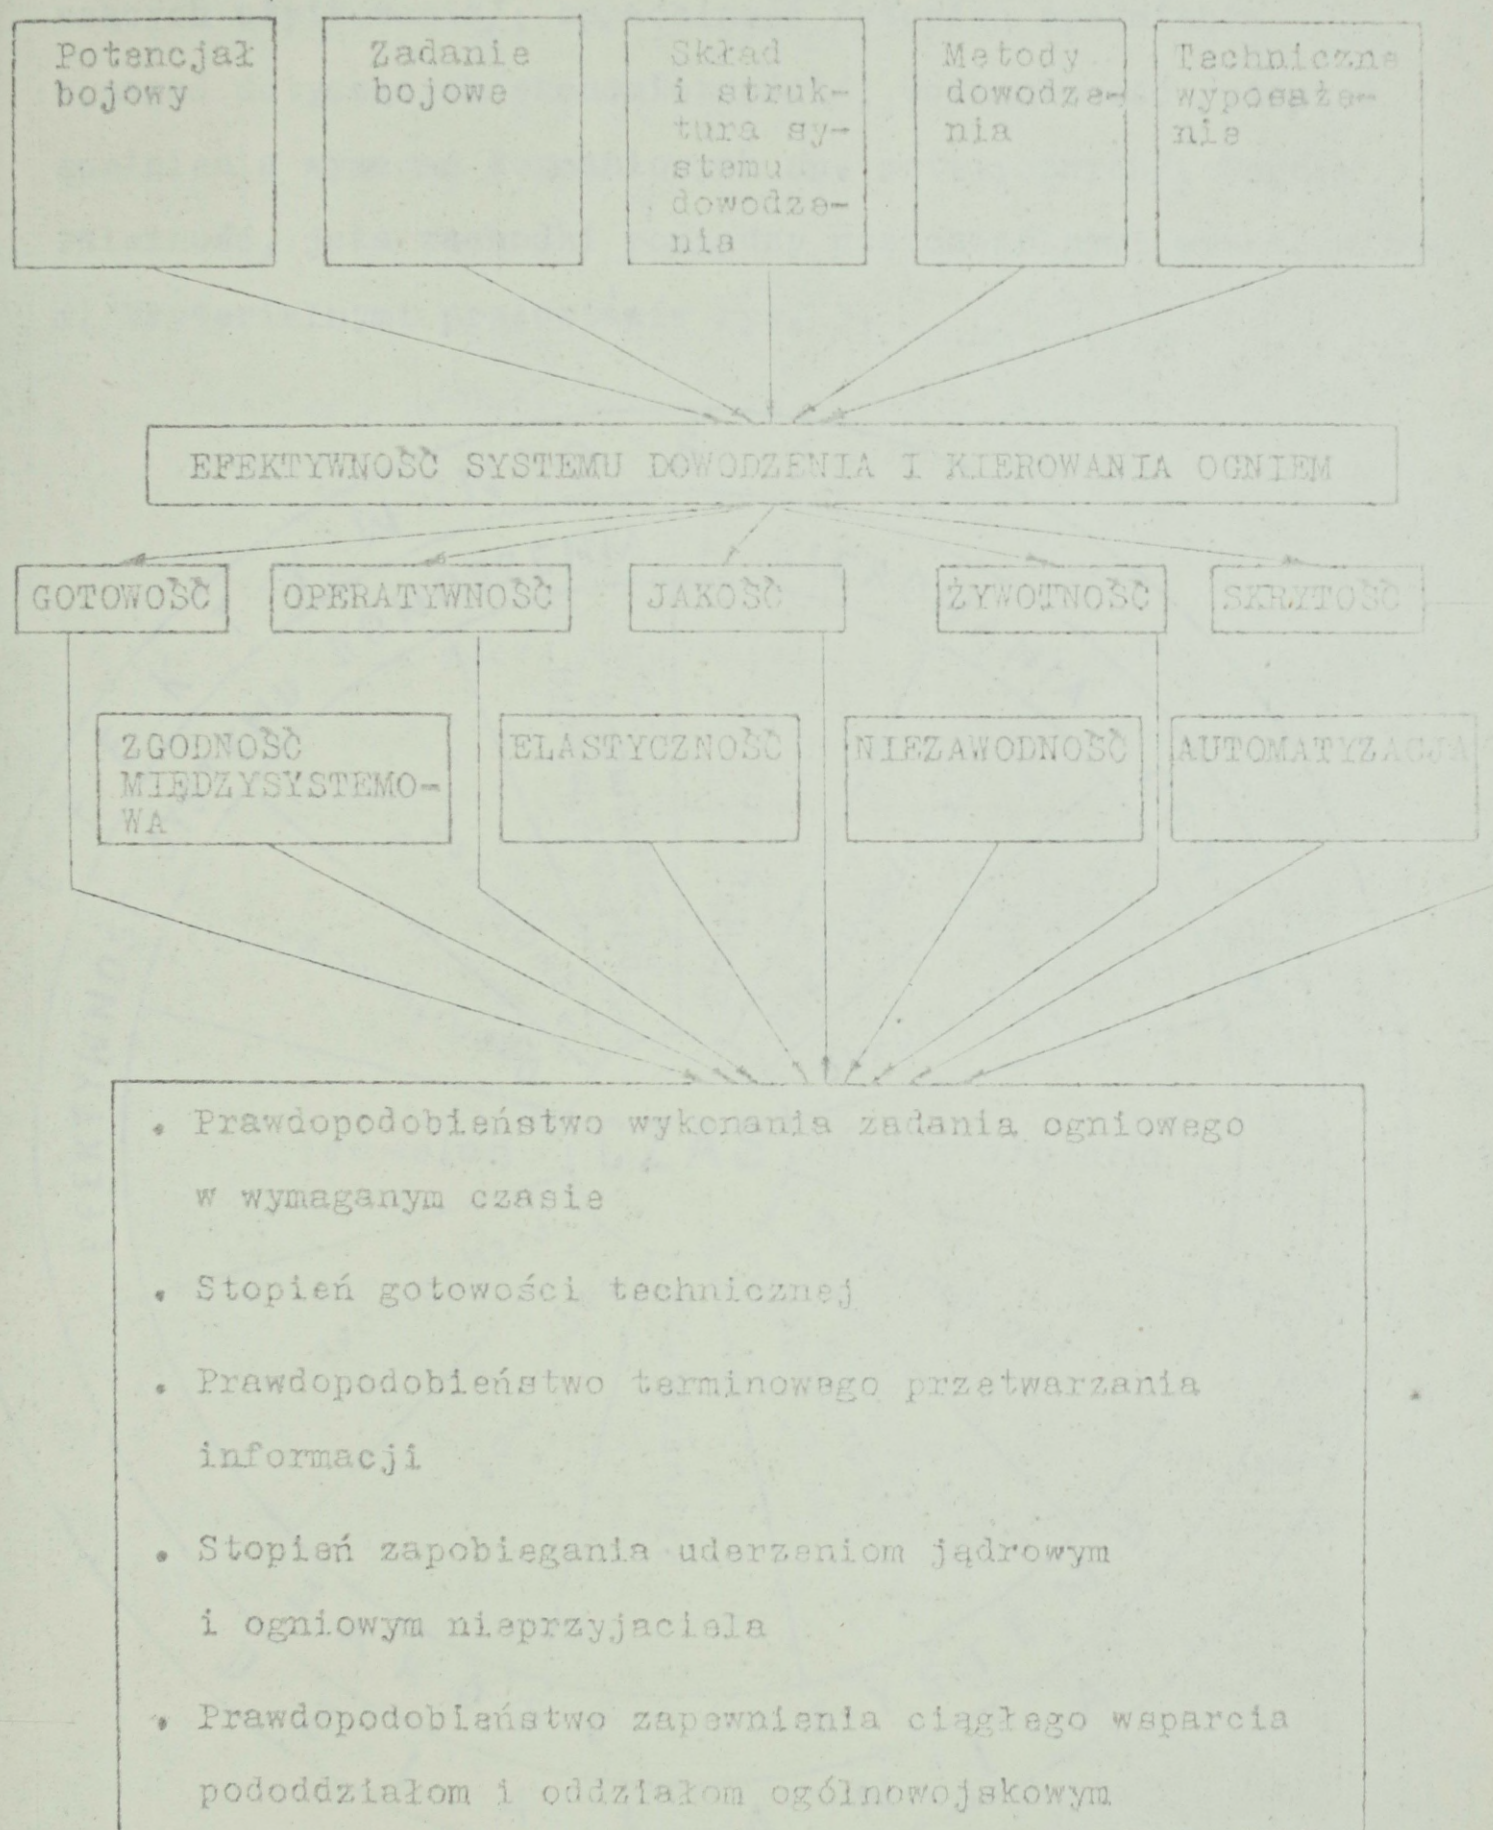 Potencjał
bojowy
Zadanie
bojowe
Skład
i struk-
tura sy-
stemu
dowodze-
nia
Metody
dowodze-
nia
Techniczne
wyposaże-
nie
EFEKTYWNOŚĆ SYSTEMU DOWODZENIA I KIEROWANIA OGNIEM
GOTOWOŚĆ
OPERATYWNOŚĆ
JAKOŚĆ
ŻYWOTNOŚĆ
SKRYTOŚĆ
ZGODNOŚĆ
MIĘDZYSYSTEMO-
WA
ELASTYCZNOŚĆ
NIEZAWODNOŚĆ
AUTOMATYZACJA
. Prawdopodobieństwo wykonania zadania ogniowego
w wymaganym czasie
. Stopień gotowości technicznej
. Prawdopodobieństwo terminowego przetwarzania
informacji
. Stopień zapobiegania uderzeniom jądrowym
i ogniowym nieprzyjaciela
. Prawdopodobieństwo zapewnienia ciągłego wsparcia
pododdziałom i oddziałom ogólnowojskowym